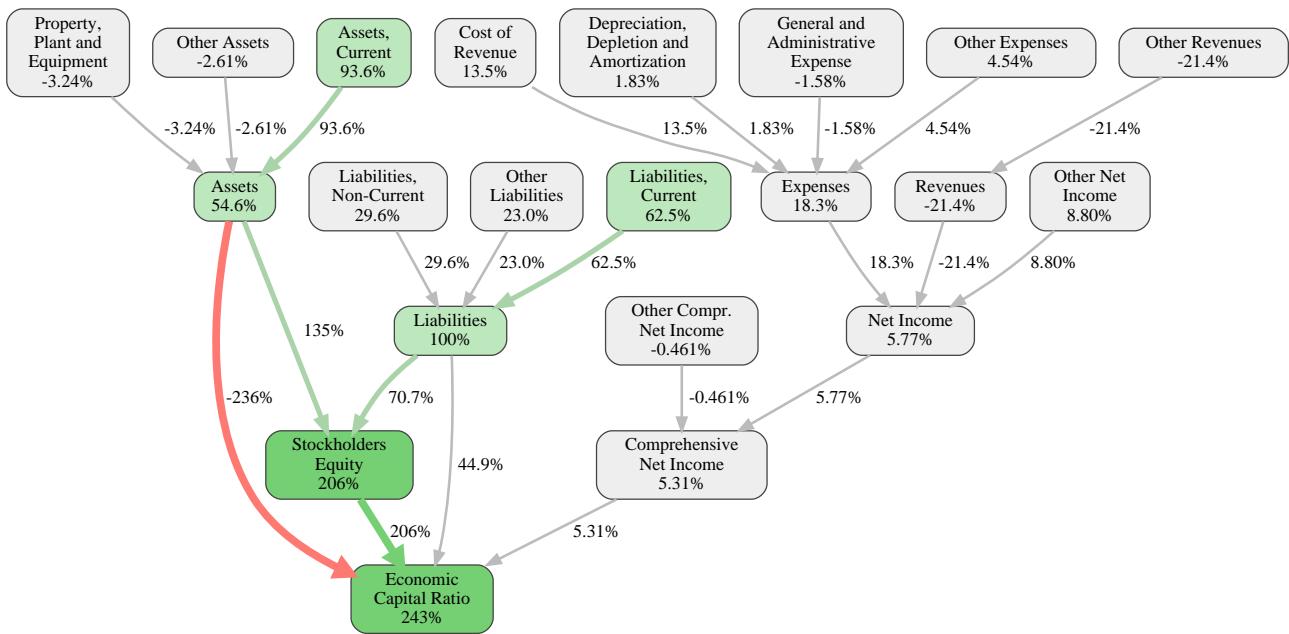 Property,
Plant and
Equipment
-3.24%
Other Assets
-2.61%
Assets,
Current
93.6%
Cost of
Revenue
13.5%
Depreciation,
Depletion and
Amortization
1.83%
General and
Administrative
Expense
-1.58%
Other Expenses
4.54%
Other Revenues
-21.4%
-3.24%
-2.61%
93.6%
13.5%
1.83%
-1.58%
4.54%
-21.4%
Assets
54.6%
Liabilities,
Non-Current
29.6%
Other
Liabilities
23.0%
Liabilities,
Current
62.5%
Expenses
18.3%
Revenues
-21.4%
Other Net
Income
8.80%
29.6%
23.0%
62.5%
18.3%
-21.4%
8.80%
135%
Liabilities
100%
Other Compr.
Net Income
-0.461%
Net Income
5.77%
-236%
70.7%
-0.461%
5.77%
Stockholders
Equity
206%
44.9%
Comprehensive
Net Income
5.31%
206%
5.31%
Economic
Capital Ratio
243%